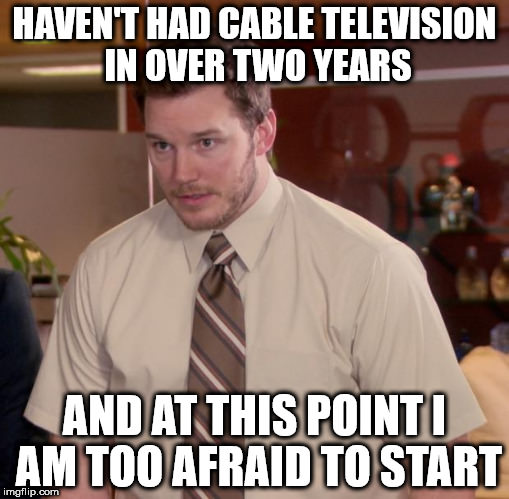 HAVEN'T HAD CABLE TELEVISION
IN OVER TWO YEARS
AND AT THIS POINT I
AM TOO AFRAID TO START
imgflip.com